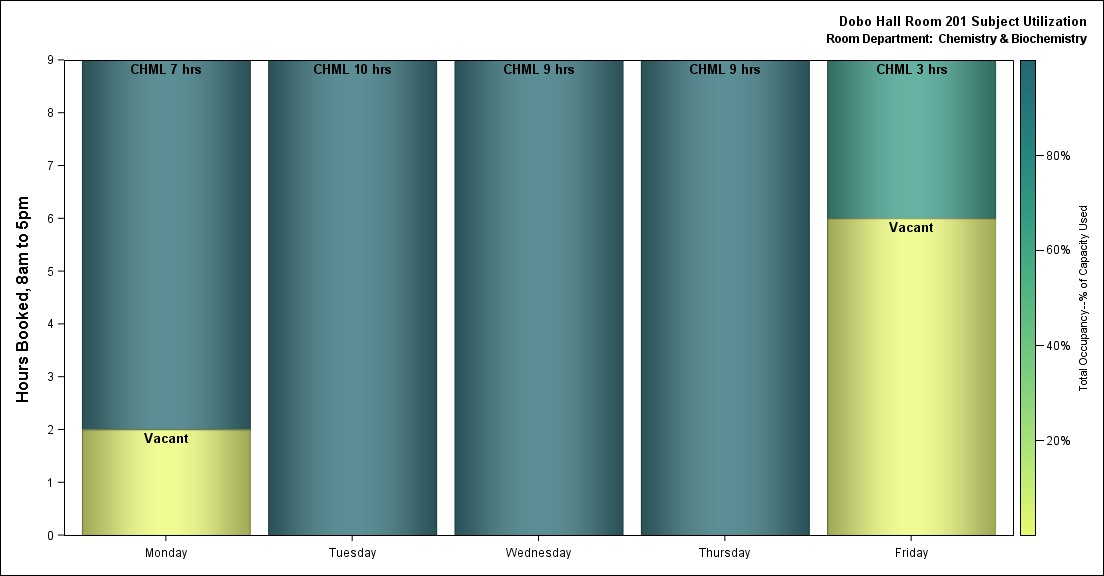 Dobo Hall Room 201 Subject Utilization
Room Department: Chemistry & Biochemistry
Hours Booked, 8am to 5pm
9
8
7
6
5
4
3
2
1
0
CHML 7 hrs
CHML 10 hrs
CHML 9 hrs
CHML 9 hrs
CHML 3 hrs
Vacant
Vacant
Monday
Tuesday
Wednesday
Thursday
Friday
80%
60%
40%
20%
Total Occupancy--% of Capacity Used